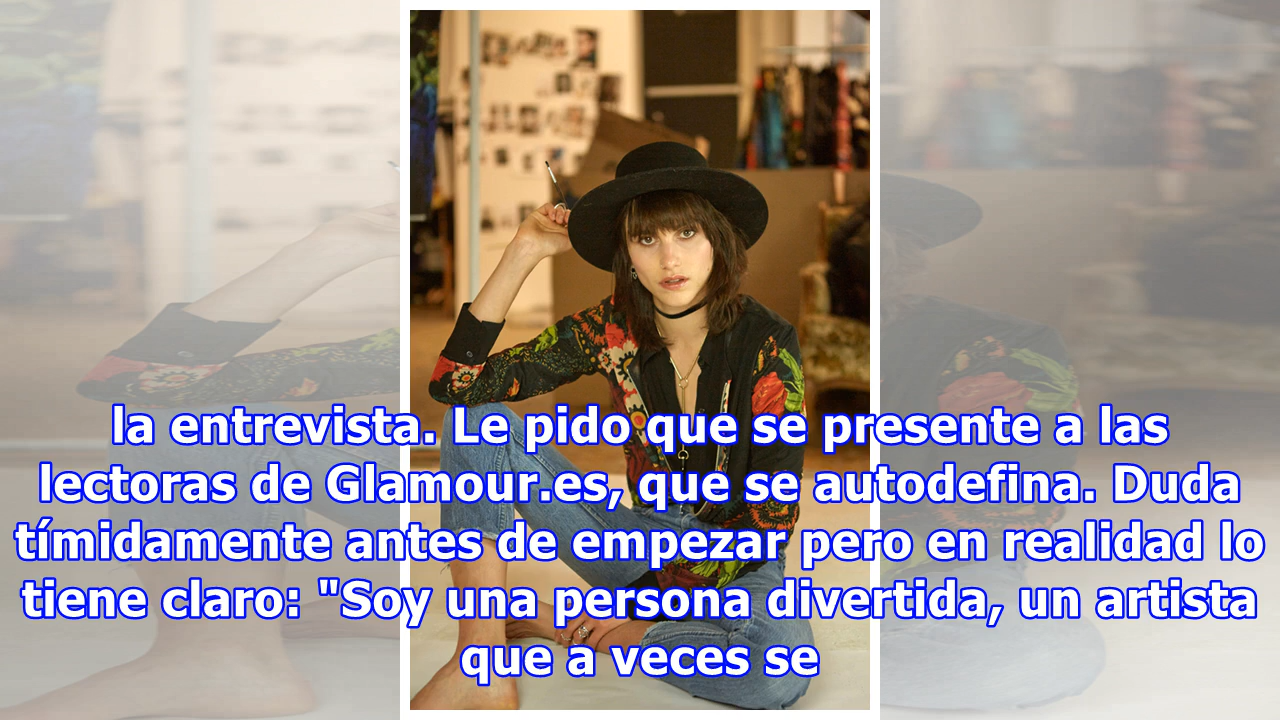 la entrevista. Le pido que se presente a las
lectoras de Glamour.es, que se autodefina. Duda
tímidamente antes de empezar pero en realidad lo
tiene claro: "Soy una persona divertida, un artista
que a veces se